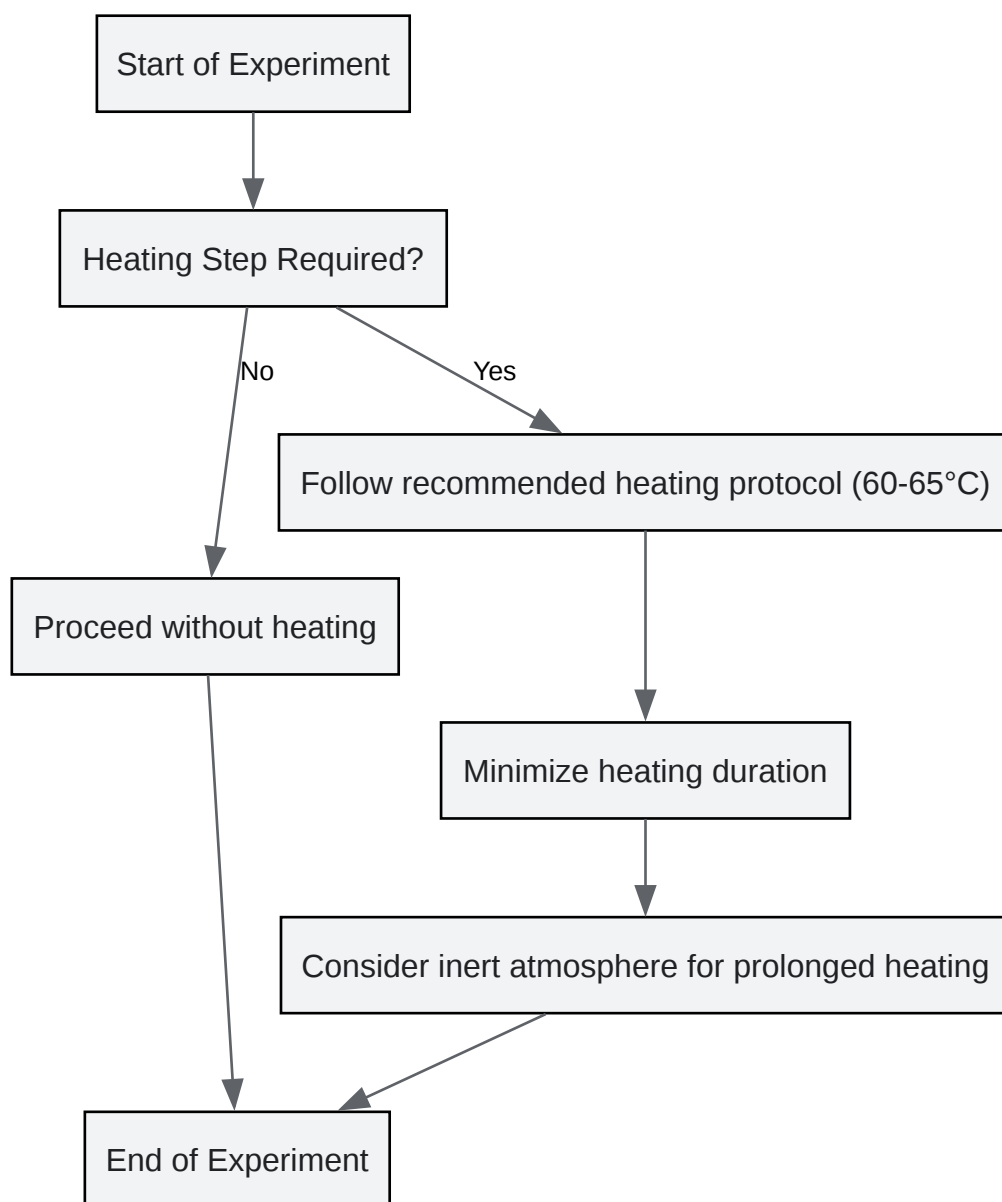 Start of Experiment
Heating Step Required?
No
Yes
Follow recommended heating protocol (60-65°C)
Proceed without heating
Minimize heating duration
Consider inert atmosphere for prolonged heating
End of Experiment